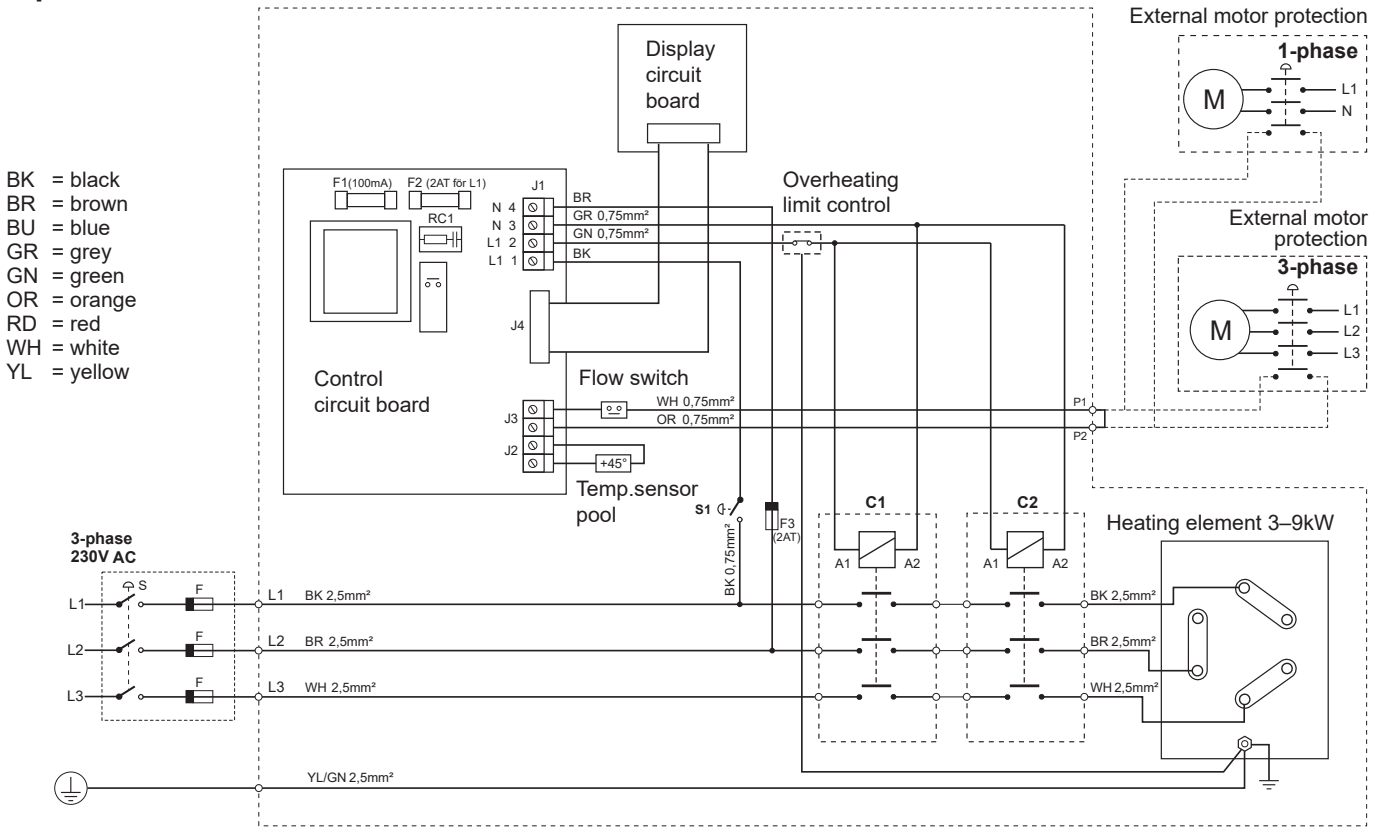 External motor protection
1-phase
M
L1
N
Display
circuit
board
BK = black
BR = brown
BU = blue
GR = grey
GN = green
OR = orange
RD = red
WH = white
YL = yellow
F1(100mA)
F2 (2AT för L1)
RC1
J1
N 4
N 3
L1 2
L1 1
BR
GR 0,75mm²
GN 0,75mm²
BK
Overheating
limit control
External motor
protection
3-phase
M
L1
L2
L3
J4
Control
circuit board
Flow switch
WH 0,75mm²
OR 0,75mm²
P1
P2
J3
J2
+45°
Temp.sensor
pool
S1
F3
(2AT)
BK 0,75mm²
C1
C2
A1
A2
A1
A2
Heating element 3–9kW
3-phase
230V AC
S
L1
F
L1
BK 2,5mm²
BK 2,5mm²
L2
F
L2
BR 2,5mm²
BR 2,5mm²
L3
F
L3
WH 2,5mm²
WH 2,5mm²
YL/GN 2,5mm²